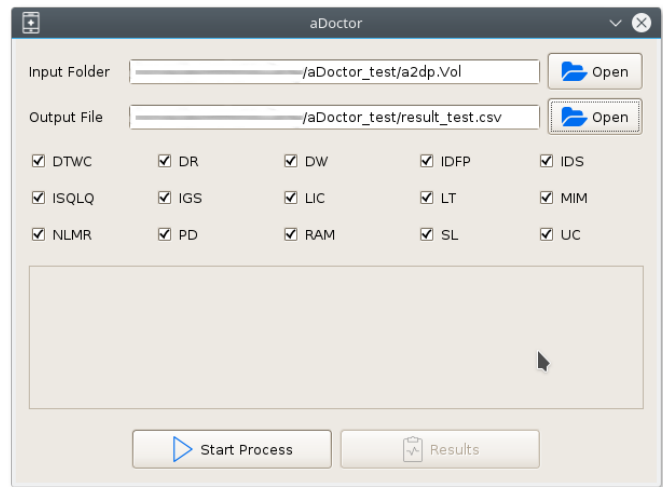 aDoctor
Input Folder /aDoctor_test/a2dp.Vol Open
Output File /aDoctor_test/result_test.csv Open
DTWC DR DW IDFP IDS
ISQLQ IGS LIC LT MIM
NLMR PD RAM SL UC
Start Process Results